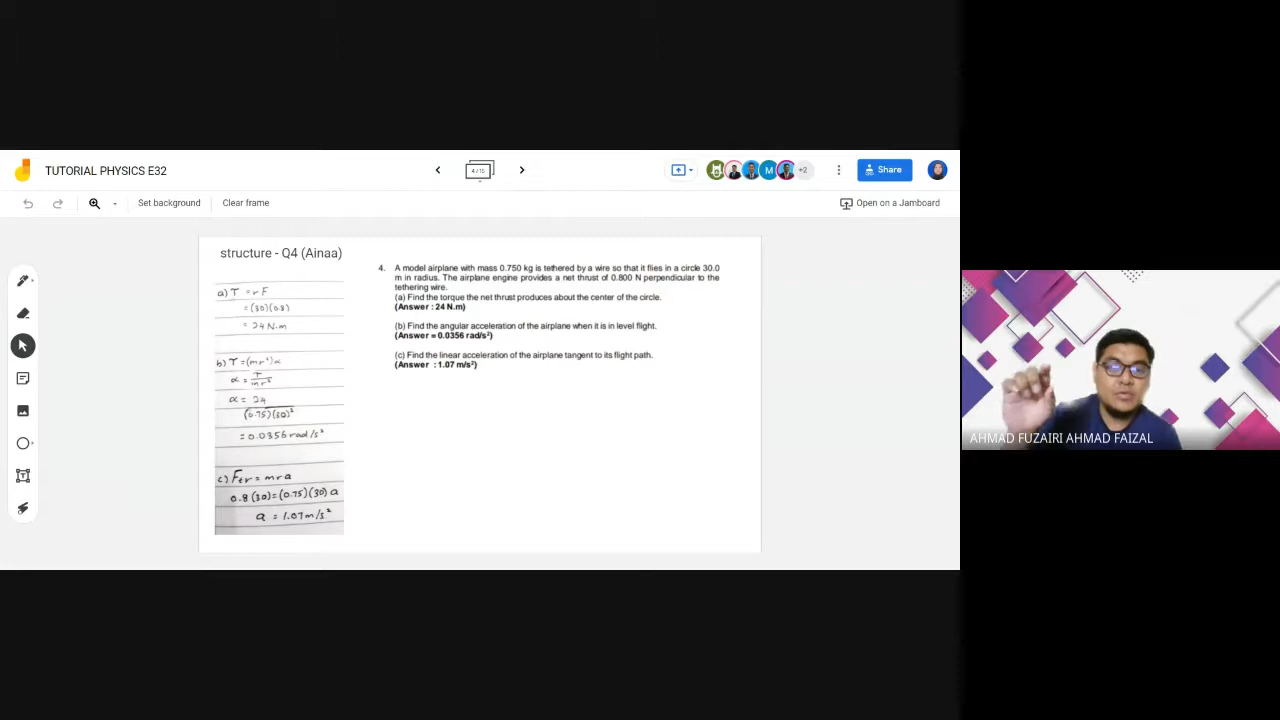 TUTORIAL PHYSICS E32
4 / 15
M
+2
Share
Set background
Clear frame
Open on a Jamboard
structure - Q4 (Ainaa)
a) T = rF
= (30)(0.8)
= 24 N.m
b) T = (mr²)α
α = T
mr²
α = 24
(0.75)(30)²
= 0.0356 rad/s²
c) Ftr = mra
0.8 (30) = (0.75)(30) a
a = 1.07 m/s²
4. A model airplane with mass 0.750 kg is tethered by a wire so that it flies in a circle 30.0
m in radius. The airplane engine provides a net thrust of 0.800 N perpendicular to the
tethering wire.
(a) Find the torque the net thrust produces about the center of the circle.
(Answer : 24 N.m)
(b) Find the angular acceleration of the airplane when it is in level flight.
(Answer = 0.0356 rad/s²)
(c) Find the linear acceleration of the airplane tangent to its flight path.
(Answer : 1.07 m/s²)
AHMAD FUZAIRI AHMAD FAIZAL